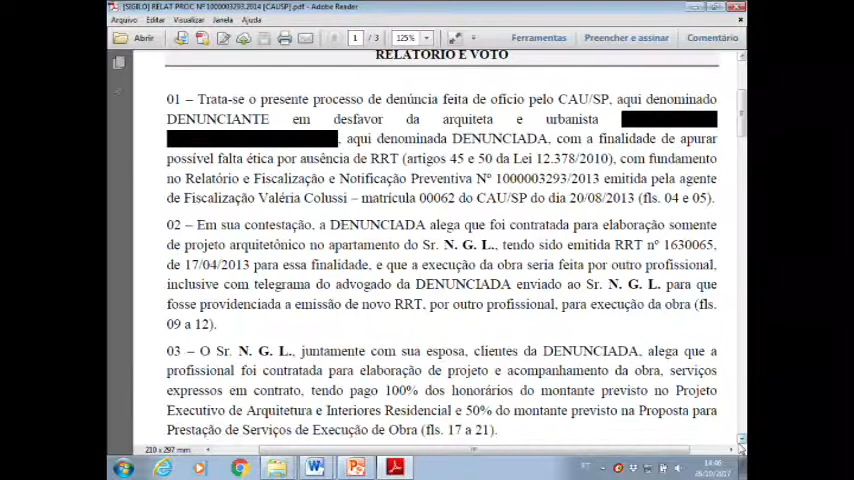 [SIGILO] RELAT PROC Nº 1000003293.2014 [CAUSP].pdf - Adobe Reader
Arquivo Editar Visualizar Janela Ajuda
Abrir 1 / 3 125% Ferramentas Preencher e assinar Comentário
RELATÓRIO E VOTO
01 – Trata-se o presente processo de denúncia feita de ofício pelo CAU/SP, aqui denominado
DENUNCIANTE em desfavor da arquiteta e urbanista
, aqui denominada DENUNCIADA, com a finalidade de apurar
possível falta ética por ausência de RRT (artigos 45 e 50 da Lei 12.378/2010), com fundamento
no Relatório e Fiscalização e Notificação Preventiva Nº 1000003293/2013 emitida pela agente
de Fiscalização Valéria Colussi – matrícula 00062 do CAU/SP do dia 20/08/2013 (fls. 04 e 05).
02 – Em sua contestação, a DENUNCIADA alega que foi contratada para elaboração somente
de projeto arquitetônico no apartamento do Sr. N. G. L., tendo sido emitida RRT nº 1630065,
de 17/04/2013 para essa finalidade, e que a execução da obra seria feita por outro profissional,
inclusive com telegrama do advogado da DENUNCIADA enviado ao Sr. N. G. L. para que
fosse providenciada a emissão de novo RRT, por outro profissional, para execução da obra (fls.
09 a 12).
03 – O Sr. N. G. L., juntamente com sua esposa, clientes da DENUNCIADA, alega que a
profissional foi contratada para elaboração de projeto e acompanhamento da obra, serviços
expressos em contrato, tendo pago 100% dos honorários do montante previsto no Projeto
Executivo de Arquitetura e Interiores Residencial e 50% do montante previsto na Proposta para
Prestação de Serviços de Execução de Obra (fls. 17 a 21).
210 x 297 mm
PT 14:46
26/10/2017